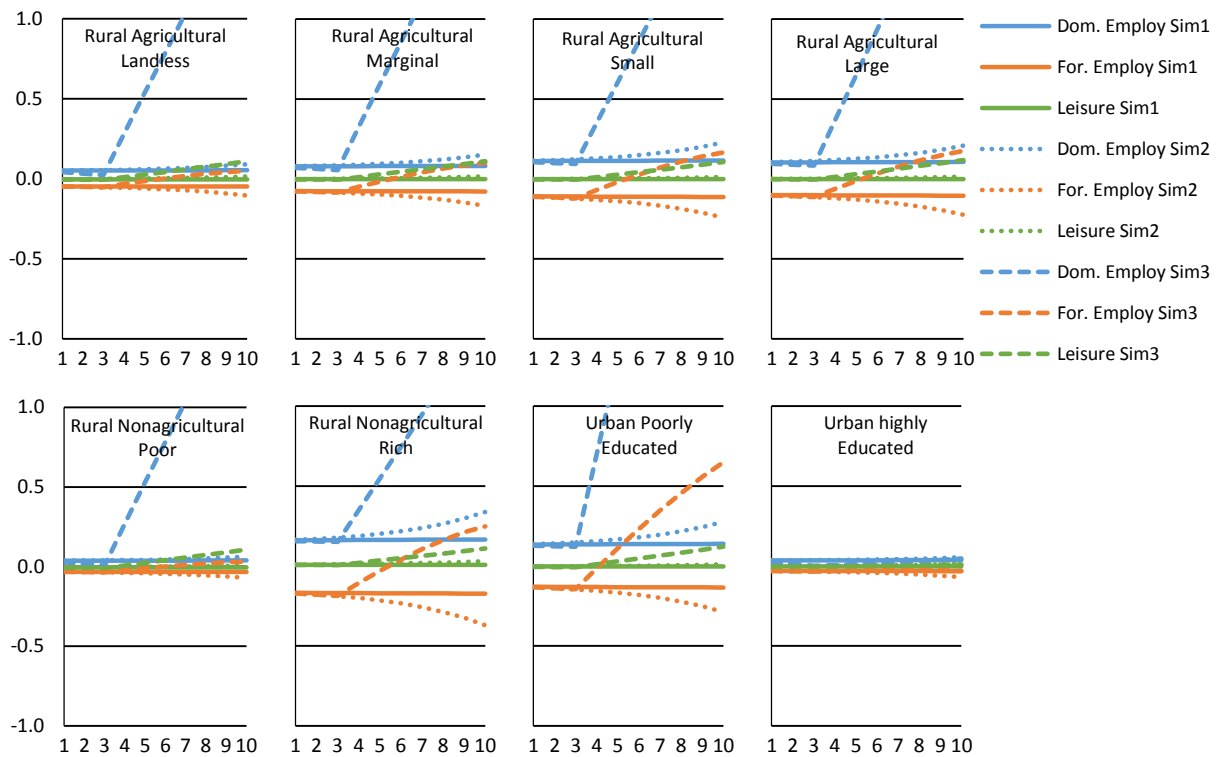 1.0
0.5
0.0
-0.5
-1.0
Rural Agricultural
Landless
Rural Agricultural
Marginal
Rural Agricultural
Small
Rural Agricultural
Large
1 2 3 4 5 6 7 8 9 10
1 2 3 4 5 6 7 8 9 10
1 2 3 4 5 6 7 8 9 10
1 2 3 4 5 6 7 8 9 10
Dom. Employ Sim1
For. Employ Sim1
Leisure Sim1
Dom. Employ Sim2
For. Employ Sim2
Leisure Sim2
Dom. Employ Sim3
For. Employ Sim3
Leisure Sim3
1.0
0.5
0.0
-0.5
-1.0
Rural Nonagricultural
Poor
Rural Nonagricultural
Rich
Urban Poorly
Educated
Urban highly
Educated
1 2 3 4 5 6 7 8 9 10
1 2 3 4 5 6 7 8 9 10
1 2 3 4 5 6 7 8 9 10
1 2 3 4 5 6 7 8 9 10